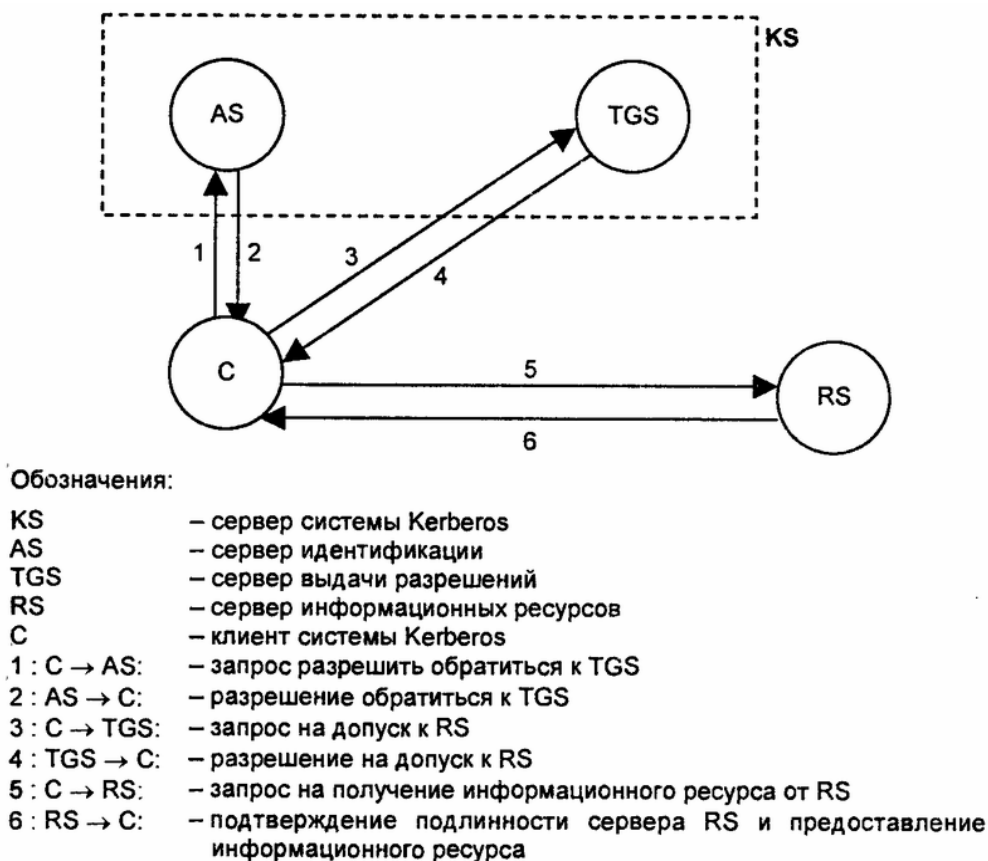 KS
AS
TGS
1
2
3
4
C
5
RS
6
Обозначения:
KS – сервер системы Kerberos
AS – сервер идентификации
TGS – сервер выдачи разрешений
RS – сервер информационных ресурсов
C – клиент системы Kerberos
1 : C → AS: – запрос разрешить обратиться к TGS
2 : AS → C: – разрешение обратиться к TGS
3 : C → TGS: – запрос на допуск к RS
4 : TGS → C: – разрешение на допуск к RS
5 : C → RS: – запрос на получение информационного ресурса от RS
6 : RS → C: – подтверждение подлинности сервера RS и предоставление
информационного ресурса